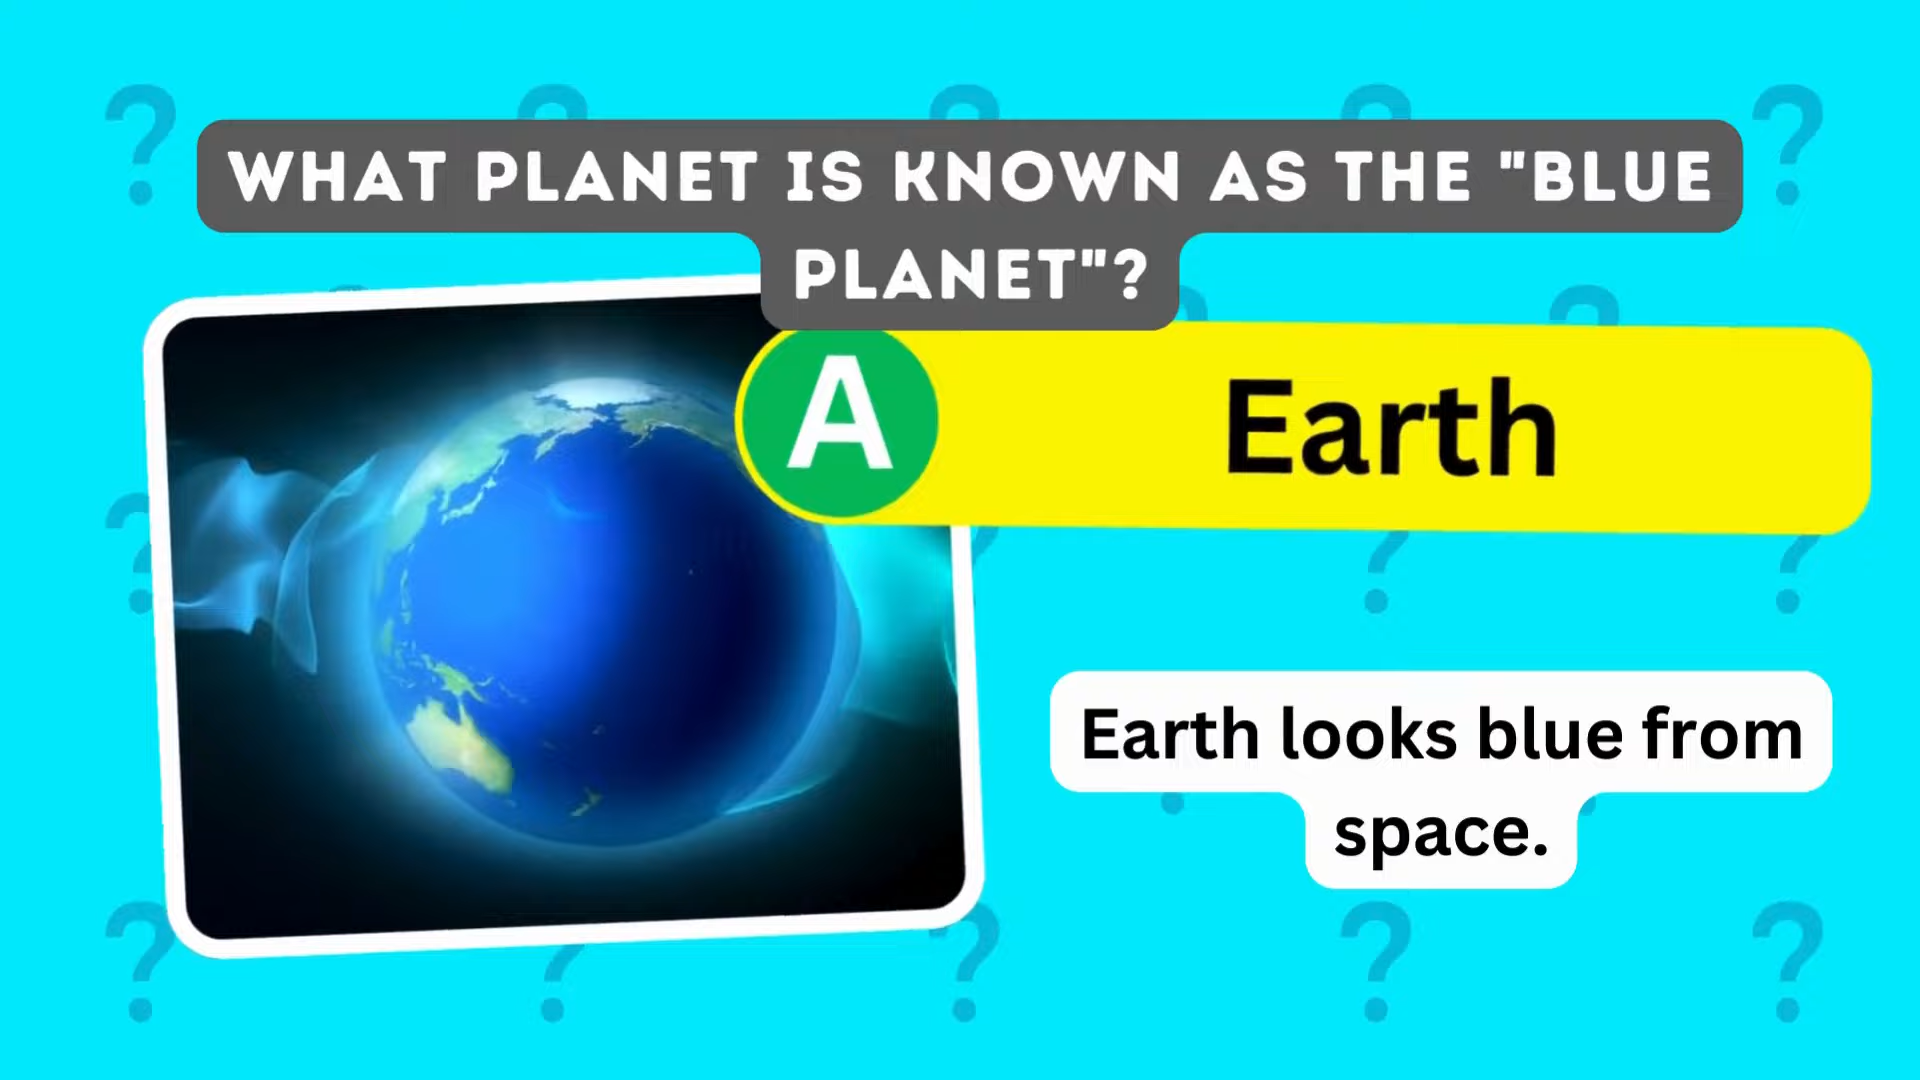 WHAT PLANET IS KNOWN AS THE "BLUE
PLANET"?
A Earth
Earth looks blue from
space.